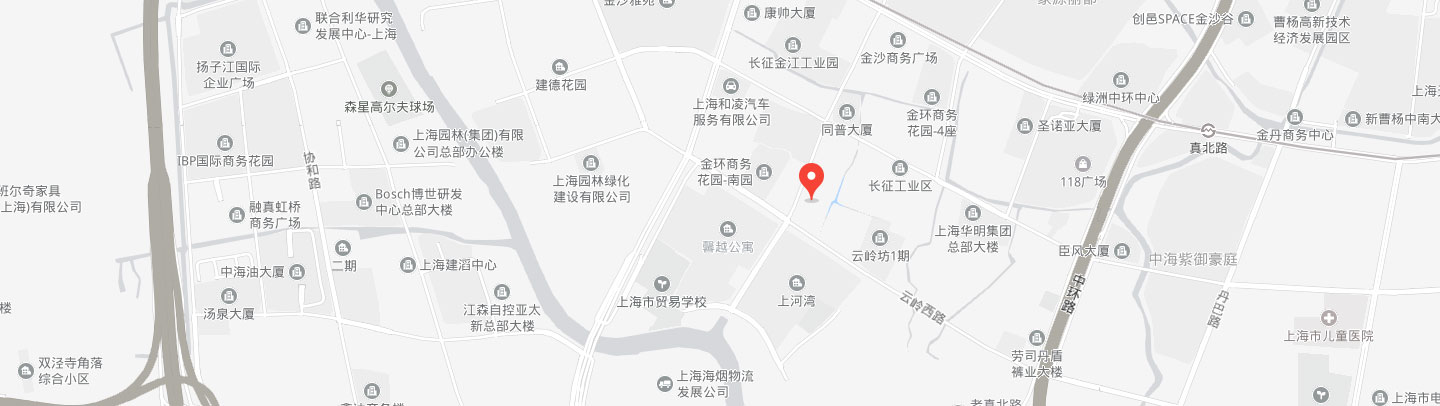 金沙雅苑
康帅大厦
创邑SPACE金沙谷
曹杨高新技术
经济发展园区
联合利华研究
发展中心-上海
长征金江工业园
金沙商务广场
扬子江国际
企业广场
建德花园
绿洲中环中心
森星高尔夫球场
上海和凌汽车
服务有限公司
同普大厦
金环商务
花园-4座
圣诺亚大厦
金丹商务中心
新曹杨中南大
上海园林(集团)有限
公司总部办公楼
真北路
IBP国际商务花园
协和路
上海园林绿化
建设有限公司
金环商务
花园-南园
长征工业区
118广场
班尔奇家具
上海)有限公司
Bosch博世研发
中心总部大楼
融真虹桥
商务广场
馨越公寓
上海华明集团
总部大楼
云岭坊1期
臣风大厦
中海紫御豪庭
二期
中海油大厦
上海建滔中心
中环路
丹巴路
汤泉大厦
江森自控亚太
新总部大楼
上海市贸易学校
上河湾
云岭西路
上海市儿童医院
楼
双泾寺角落
综合小区
劳司丹盾
裤业大楼
上海海烟物流
发展公司
老真北路
上海市电